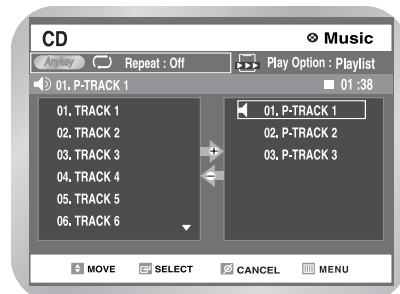 CD
Music
Anykey Repeat : Off
Play Option : Playlist
01. P-TRACK 1
01 :38
01. TRACK 1
02. TRACK 2
03. TRACK 3
04. TRACK 4
05. TRACK 5
06. TRACK 6
01. P-TRACK 1
02. P-TRACK 2
03. P-TRACK 3
MOVE SELECT CANCEL MENU